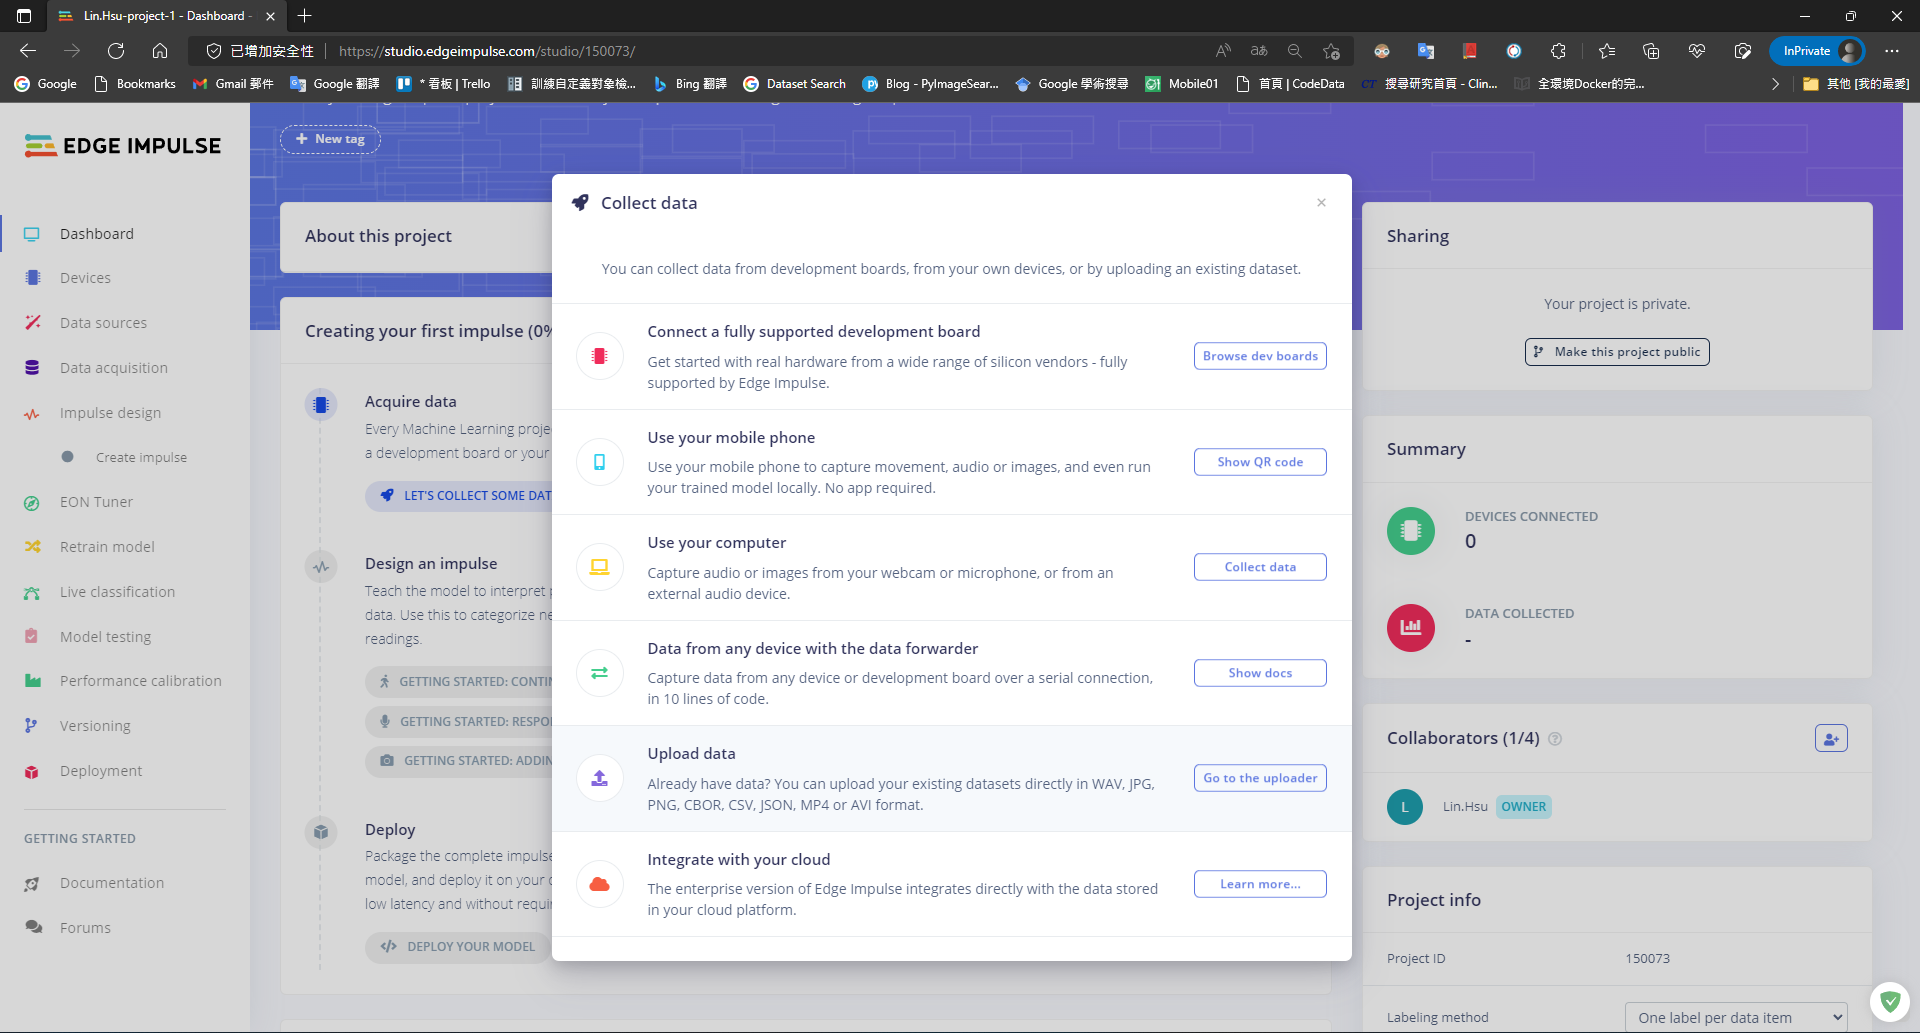 Lin.Hsu-project-1 - Dashboard -
已增加安全性
https://studio.edgeimpulse.com/studio/150073/
InPrivate
Google
Bookmarks
Gmail 郵件
Google 翻譯
* 看板 | Trello
訓練自定義對象檢...
Bing 翻譯
Dataset Search
Blog - PyImageSear...
Google 學術搜尋
Mobile01
首頁 | CodeData
搜尋研究首頁 - Clin...
全環境Docker的完...
其他 [我的最愛]
EDGE IMPULSE
Dashboard
Devices
Data sources
Data acquisition
Impulse design
Create impulse
EON Tuner
Retrain model
Live classification
Model testing
Performance calibration
Versioning
Deployment
GETTING STARTED
Documentation
Forums
+ New tag
About this project
Creating your first impulse (0%
Acquire data
Every Machine Learning proje
a development board or your
LET'S COLLECT SOME DAT
Design an impulse
Teach the model to interpret
data. Use this to categorize ne
readings.
GETTING STARTED: CONTIN
GETTING STARTED: RESPO
GETTING STARTED: ADDIN
Deploy
Package the complete impulse
model, and deploy it on your
low latency and without requi
DEPLOY YOUR MODEL
Collect data
×
You can collect data from development boards, from your own devices, or by uploading an existing dataset.
Connect a fully supported development board
Get started with real hardware from a wide range of silicon vendors - fully
supported by Edge Impulse.
Browse dev boards
Use your mobile phone
Use your mobile phone to capture movement, audio or images, and even run
your trained model locally. No app required.
Show QR code
Use your computer
Capture audio or images from your webcam or microphone, or from an
external audio device.
Collect data
Data from any device with the data forwarder
Capture data from any device or development board over a serial connection,
in 10 lines of code.
Show docs
Upload data
Already have data? You can upload your existing datasets directly in WAV, JPG,
PNG, CBOR, CSV, JSON, MP4 or AVI format.
Go to the uploader
Integrate with your cloud
The enterprise version of Edge Impulse integrates directly with the data stored
in your cloud platform.
Learn more...
Sharing
Your project is private.
Make this project public
Summary
DEVICES CONNECTED
0
DATA COLLECTED
-
Collaborators (1/4)
L
Lin.Hsu OWNER
Project info
Project ID
150073
Labeling method
One label per data item